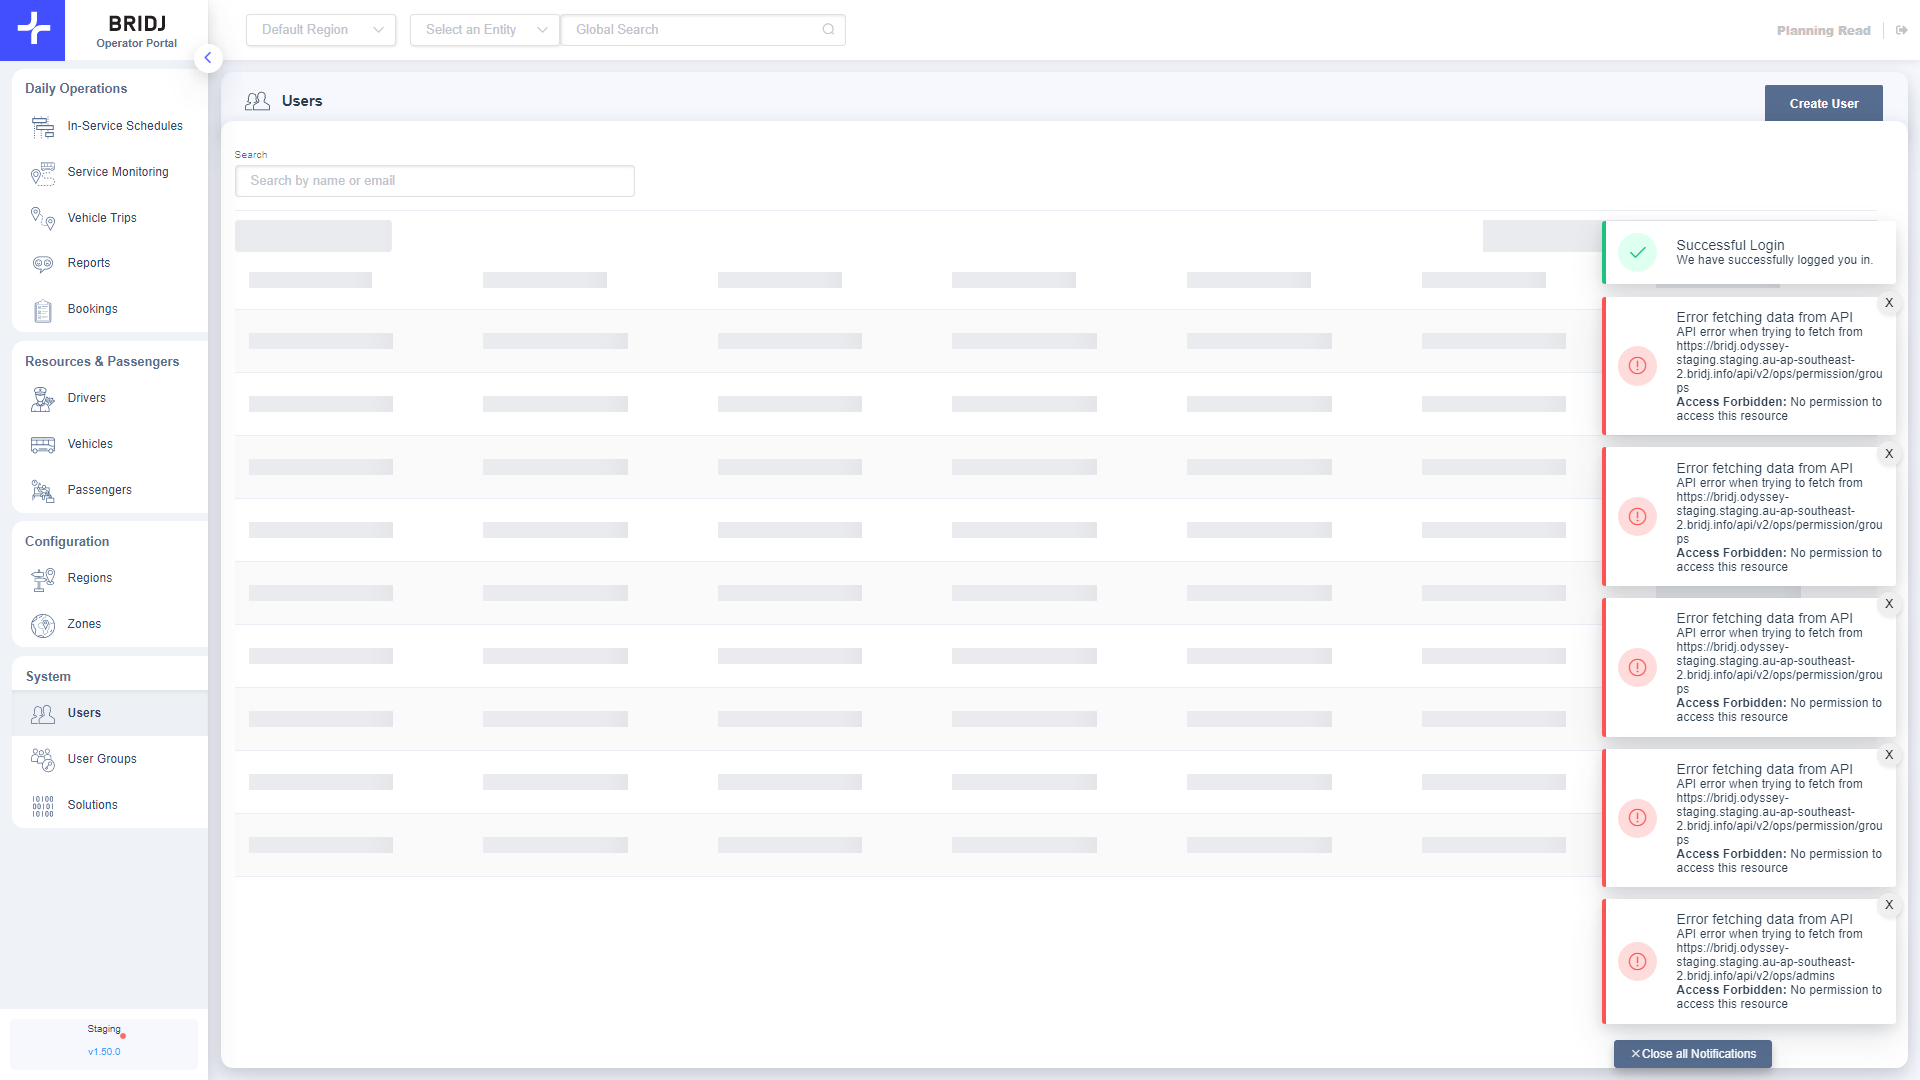 BRIDJ
Operator Portal
Default Region
Select an Entity
Global Search
Planning Read
Daily Operations
In-Service Schedules
Service Monitoring
Vehicle Trips
Reports
Bookings
Resources & Passengers
Drivers
Vehicles
Passengers
Configuration
Regions
Zones
System
Users
User Groups
10100
00101
10100
Solutions
Staging
v1.50.0
Users
Create User
Search
Search by name or email
Successful Login
We have successfully logged you in.
X
Error fetching data from API
API error when trying to fetch from
https://bridj.odyssey-
staging.staging.au-ap-southeast-
2.bridj.info/api/v2/ops/permission/grou
ps
Access Forbidden: No permission to
access this resource
X
Error fetching data from API
API error when trying to fetch from
https://bridj.odyssey-
staging.staging.au-ap-southeast-
2.bridj.info/api/v2/ops/permission/grou
ps
Access Forbidden: No permission to
access this resource
X
Error fetching data from API
API error when trying to fetch from
https://bridj.odyssey-
staging.staging.au-ap-southeast-
2.bridj.info/api/v2/ops/permission/grou
ps
Access Forbidden: No permission to
access this resource
X
Error fetching data from API
API error when trying to fetch from
https://bridj.odyssey-
staging.staging.au-ap-southeast-
2.bridj.info/api/v2/ops/permission/grou
ps
Access Forbidden: No permission to
access this resource
X
Error fetching data from API
API error when trying to fetch from
https://bridj.odyssey-
staging.staging.au-ap-southeast-
2.bridj.info/api/v2/ops/admins
Access Forbidden: No permission to
access this resource
✕Close all Notifications